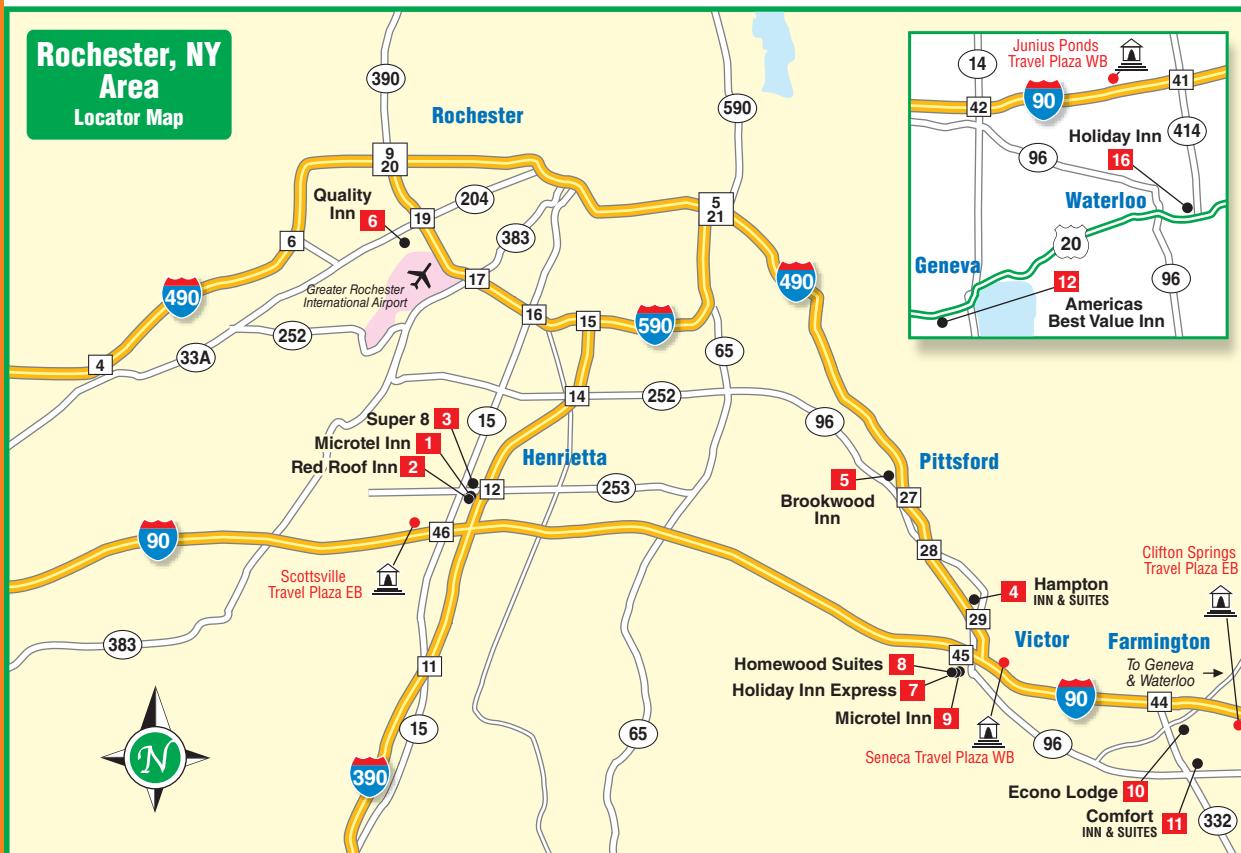 Rochester, NY
Area
Locator Map
390
Rochester
590
9
20
Quality
Inn
6
19
204
383
5
21
6
17
490
Greater Rochester
International Airport
490
16
15
590
252
33A
4
65
14
252
96
Super 8 3
Microtel Inn 1
Red Roof Inn 2
15
Henrietta
12
253
Pittsford
5
Brookwood
Inn
27
90
46
28
Scottsville
Travel Plaza EB
Clifton Springs
Travel Plaza EB
4 Hampton
INN & SUITES
29
383
11
45
Victor
Farmington
To Geneva
& Waterloo
Homewood Suites 8
Holiday Inn Express 7
Microtel Inn 9
90
44
15
65
Seneca Travel Plaza WB
96
N
390
Econo Lodge 10
Comfort
INN & SUITES
11
332
Junius Ponds
Travel Plaza WB
14
41
42
90
414
Holiday Inn
16
96
Waterloo
20
Geneva
12
96
Americas
Best Value Inn